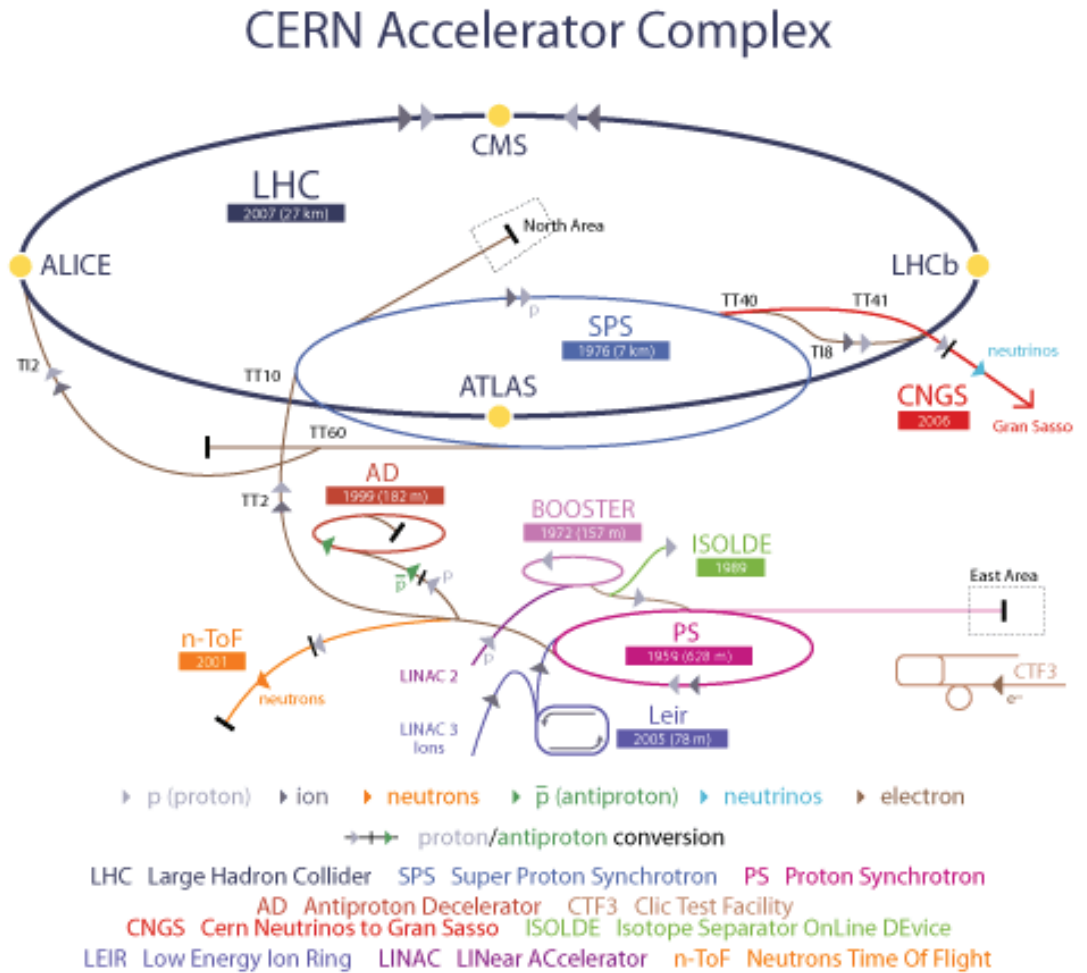 CERN Accelerator Complex
CMS
LHC
2007 (27 km)
North Area
ALICE
LHCb
p
TT40
TT41
SPS
1976 (7 km)
TI8
neutrinos
TI2
TT10
ATLAS
CNGS
2006
Gran Sasso
TT60
AD
1999 (182 m)
TT2
BOOSTER
1972 (157 m)
ISOLDE
1989
p̅
p
East Area
n-ToF
2001
p
PS
1959 (628 m)
LINAC 2
neutrons
CTF3
e-
LINAC 3
Ions
Leir
2005 (78 m)
p (proton) ion neutrons p̅ (antiproton) neutrinos electron
proton/antiproton conversion
LHC Large Hadron Collider SPS Super Proton Synchrotron PS Proton Synchrotron
AD Antiproton Decelerator CTF3 Clic Test Facility
CNGS Cern Neutrinos to Gran Sasso ISOLDE Isotope Separator OnLine DEvice
LEIR Low Energy Ion Ring LINAC LINear ACcelerator n-ToF Neutrons Time Of Flight